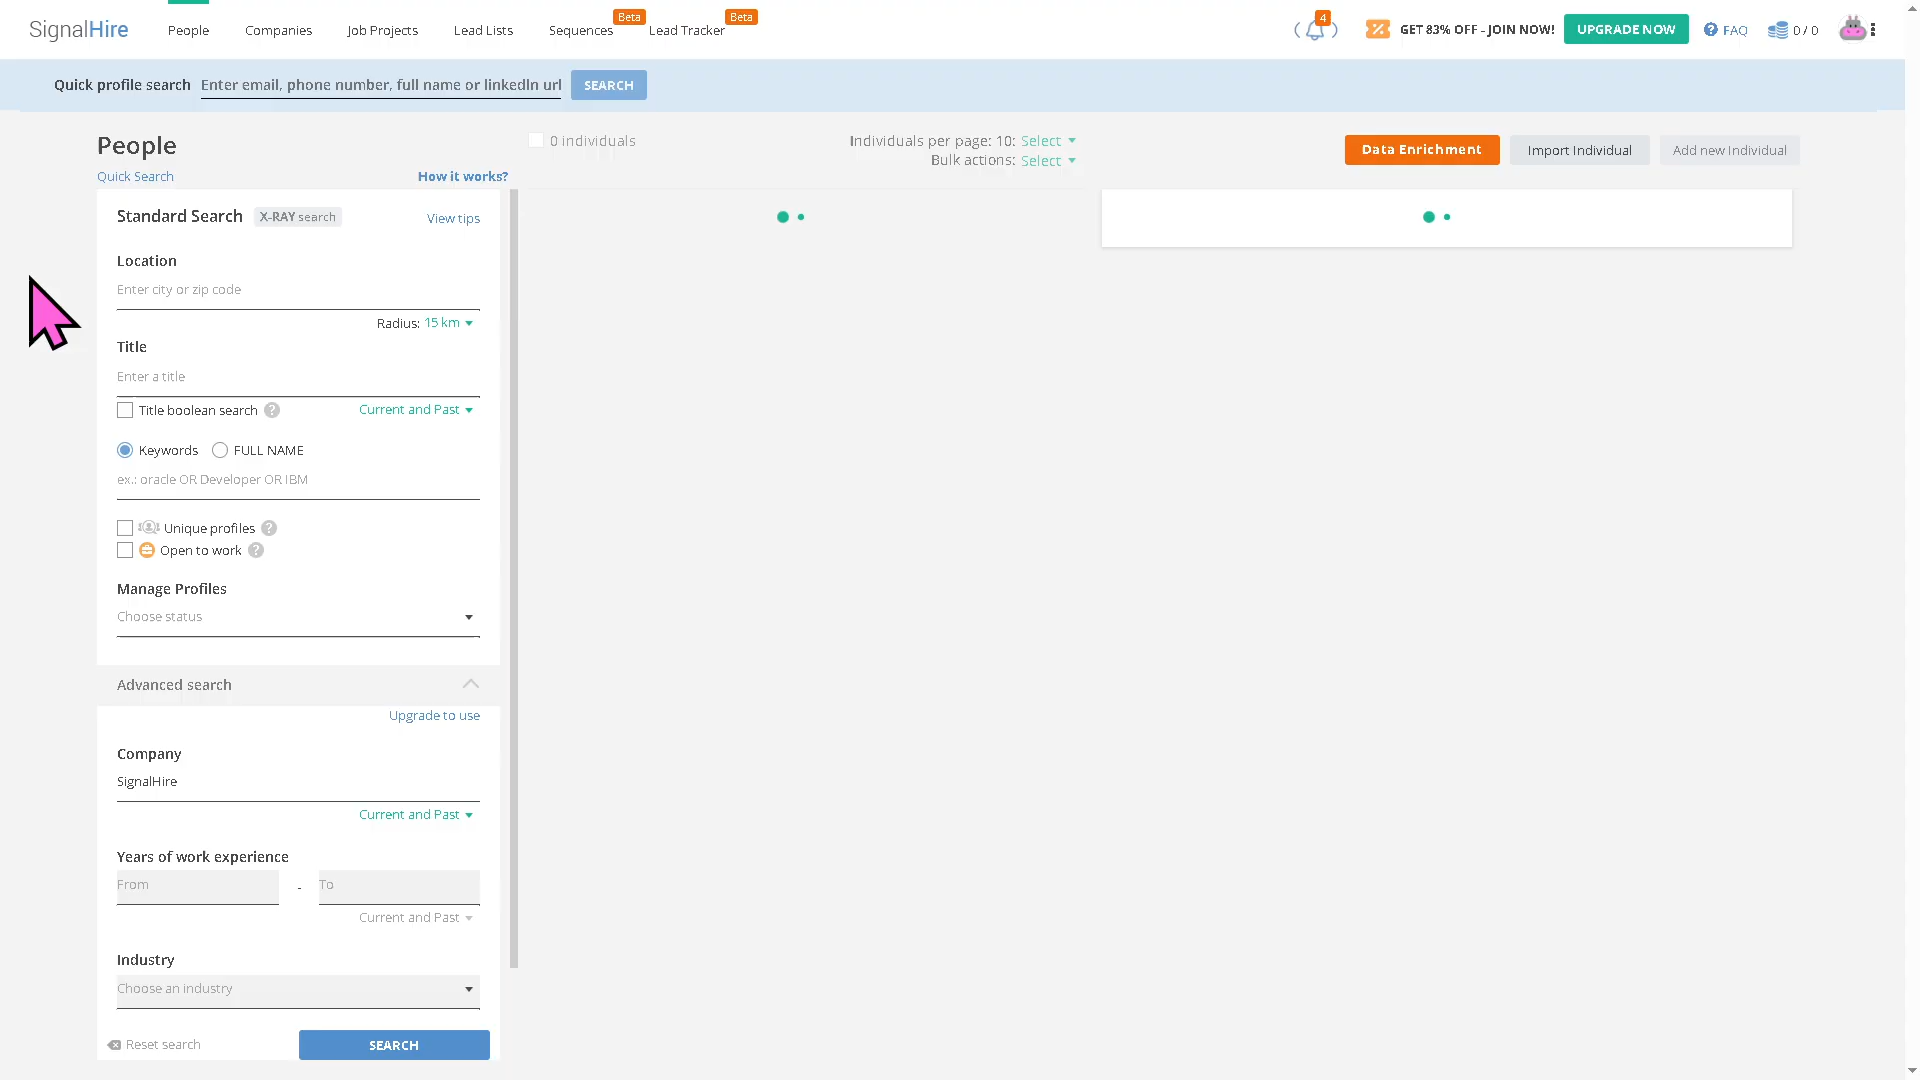 SignalHire
People
Companies
Job Projects
Lead Lists
Sequences
Beta
Lead Tracker
Beta
4
GET 83% OFF - JOIN NOW!
UPGRADE NOW
FAQ
0 / 0
Quick profile search
Enter email, phone number, full name or linkedIn url
SEARCH
People
0 individuals
Individuals per page: 10: Select
Bulk actions: Select
Data Enrichment
Import Individual
Add new Individual
Quick Search
How it works?
Standard Search
X-RAY search
View tips
Location
Enter city or zip code
Radius: 15 km
Title
Enter a title
Title boolean search ?
Current and Past
Keywords
FULL NAME
ex.: oracle OR Developer OR IBM
Unique profiles ?
Open to work ?
Manage Profiles
Choose status
Advanced search
Upgrade to use
Company
SignalHire
Current and Past
Years of work experience
From - To
Current and Past
Industry
Choose an industry
Reset search
SEARCH